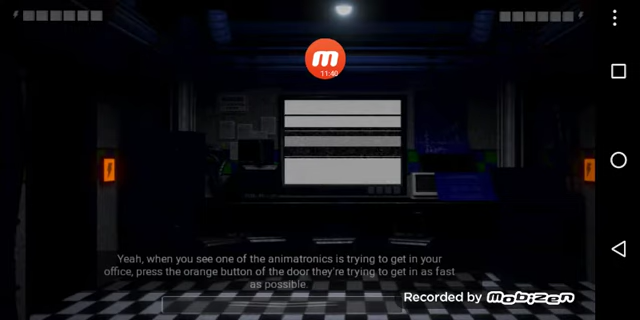 m
11:40
Yeah, when you see one of the animatronics is trying to get in your
office, press the orange button of the door they're trying to get in as fast
as possible.
Recorded by mobizen